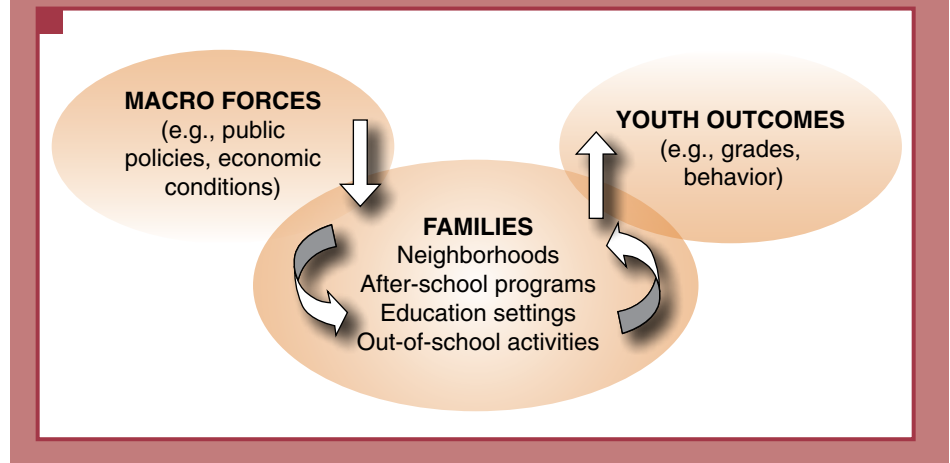 MACRO FORCES
(e.g., public
policies, economic
conditions)
YOUTH OUTCOMES
(e.g., grades,
behavior)
FAMILIES
Neighborhoods
After-school programs
Education settings
Out-of-school activities